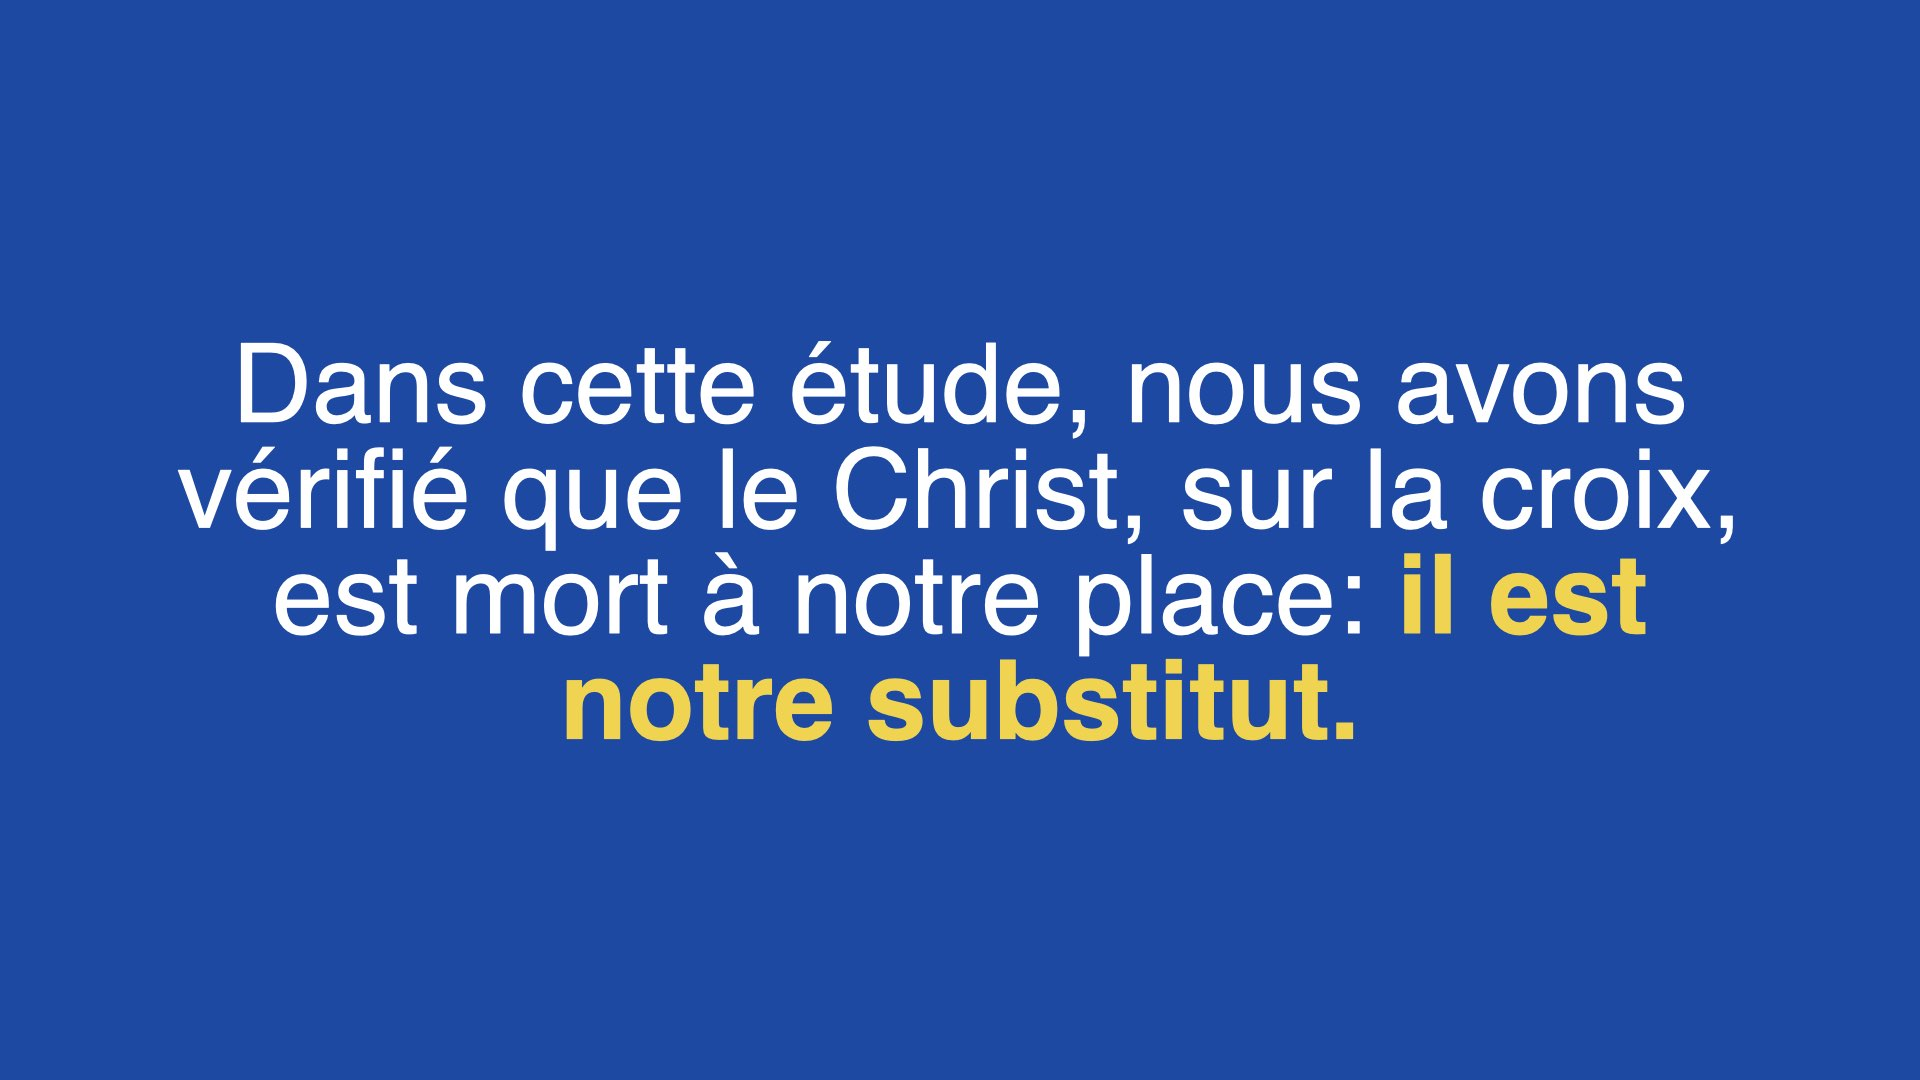 Dans cette étude, nous avons
vérifié que le Christ, sur la croix,
est mort à notre place: il est
notre substitut.